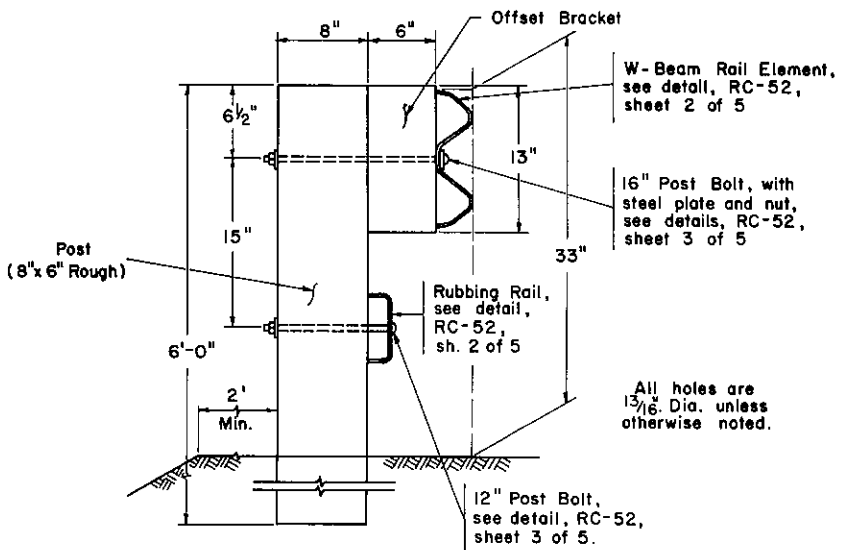 Offset Bracket
8"
6"
W-Beam Rail Element,
see detail, RC-52,
sheet 2 of 5
6½"
13"
16" Post Bolt, with
steel plate and nut,
see details, RC-52,
sheet 3 of 5
15"
33"
Post
(8"x 6" Rough)
Rubbing Rail,
see detail,
RC-52,
sh. 2 of 5
6'-0"
2'
Min.
All holes are
13/16" Dia. unless
otherwise noted.
12" Post Bolt,
see detail, RC-52,
sheet 3 of 5.